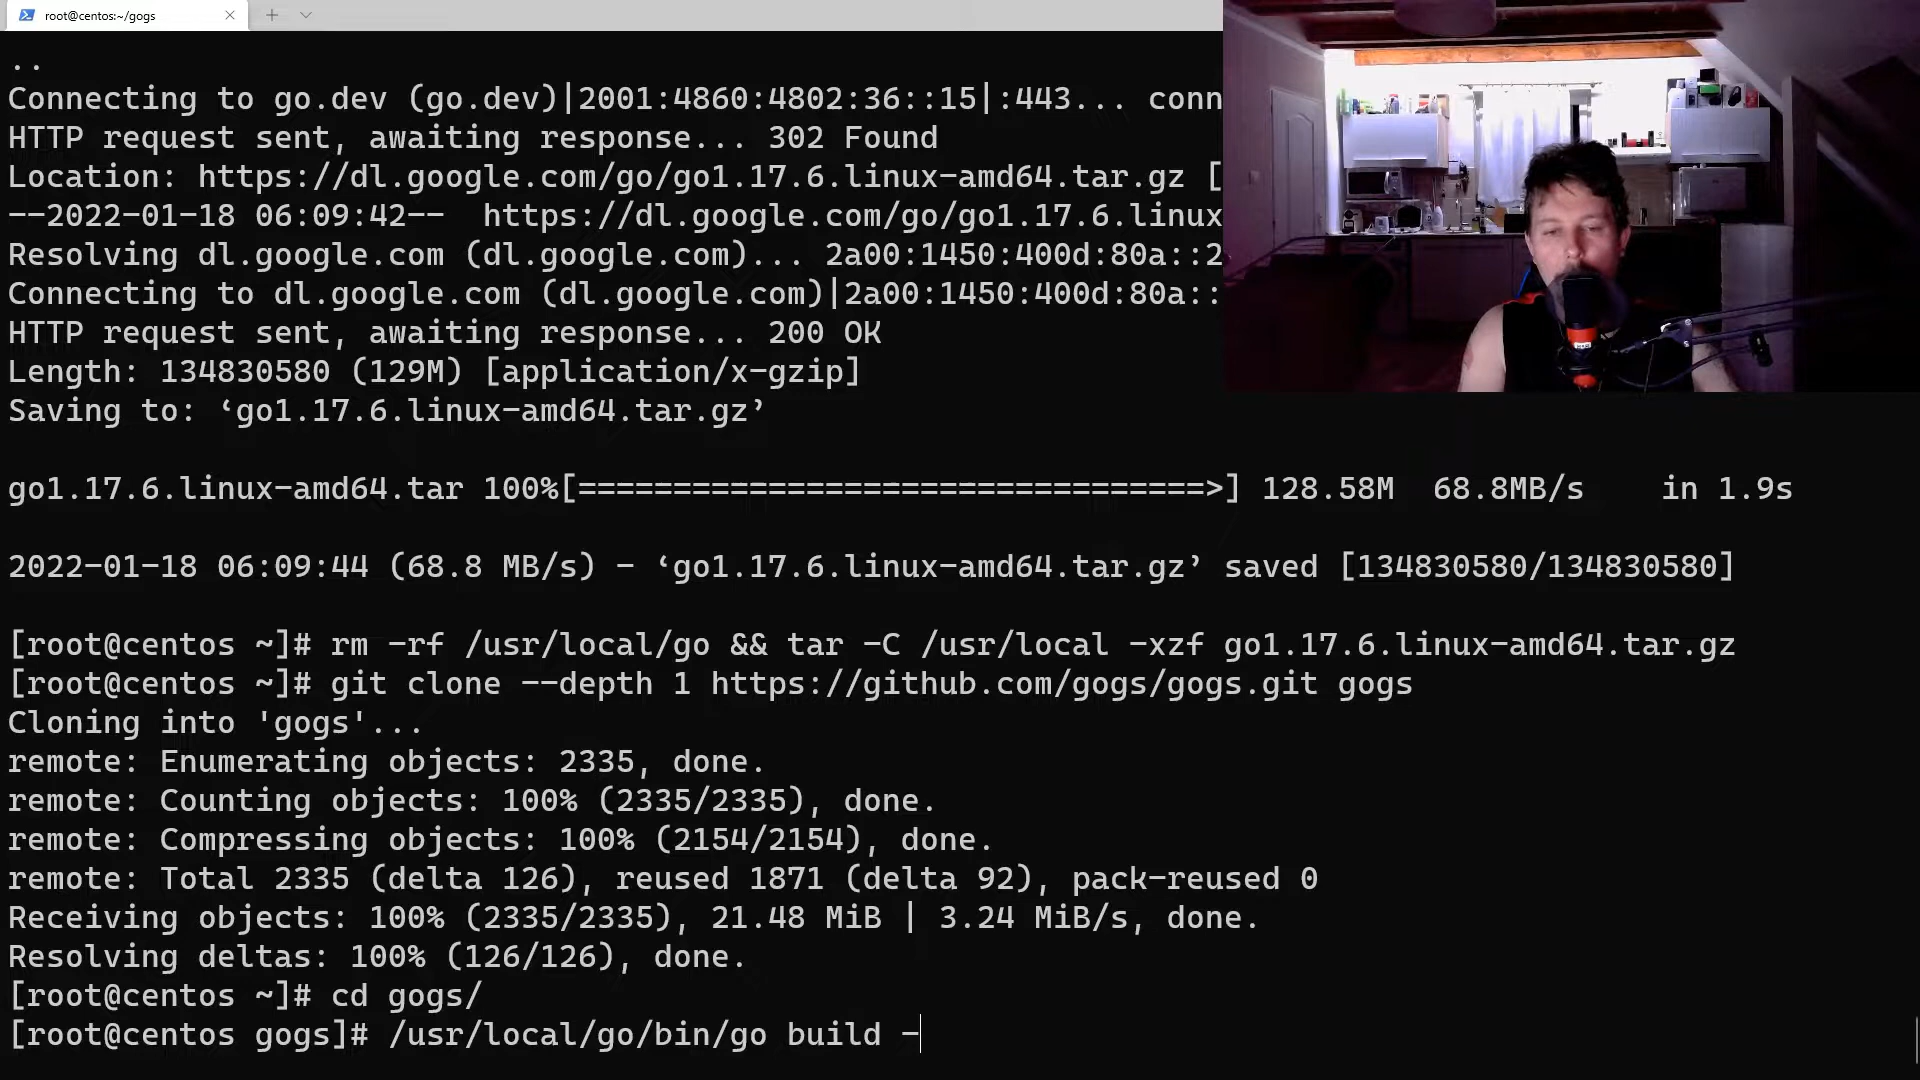 root@centos:~/gogs
..
Connecting to go.dev (go.dev)|2001:4860:4802:36::15|:443... conn
HTTP request sent, awaiting response... 302 Found
Location: https://dl.google.com/go/go1.17.6.linux-amd64.tar.gz [
--2022-01-18 06:09:42--  https://dl.google.com/go/go1.17.6.linux
Resolving dl.google.com (dl.google.com)... 2a00:1450:400d:80a::2
Connecting to dl.google.com (dl.google.com)|2a00:1450:400d:80a::
HTTP request sent, awaiting response... 200 OK
Length: 134830580 (129M) [application/x-gzip]
Saving to: ‘go1.17.6.linux-amd64.tar.gz’
go1.17.6.linux-amd64.tar 100%[=================================>] 128.58M  68.8MB/s    in 1.9s
2022-01-18 06:09:44 (68.8 MB/s) - ‘go1.17.6.linux-amd64.tar.gz’ saved [134830580/134830580]
[root@centos ~]# rm -rf /usr/local/go && tar -C /usr/local -xzf go1.17.6.linux-amd64.tar.gz
[root@centos ~]# git clone --depth 1 https://github.com/gogs/gogs.git gogs
Cloning into 'gogs'...
remote: Enumerating objects: 2335, done.
remote: Counting objects: 100% (2335/2335), done.
remote: Compressing objects: 100% (2154/2154), done.
remote: Total 2335 (delta 126), reused 1871 (delta 92), pack-reused 0
Receiving objects: 100% (2335/2335), 21.48 MiB | 3.24 MiB/s, done.
Resolving deltas: 100% (126/126), done.
[root@centos ~]# cd gogs/
[root@centos gogs]# /usr/local/go/bin/go build -